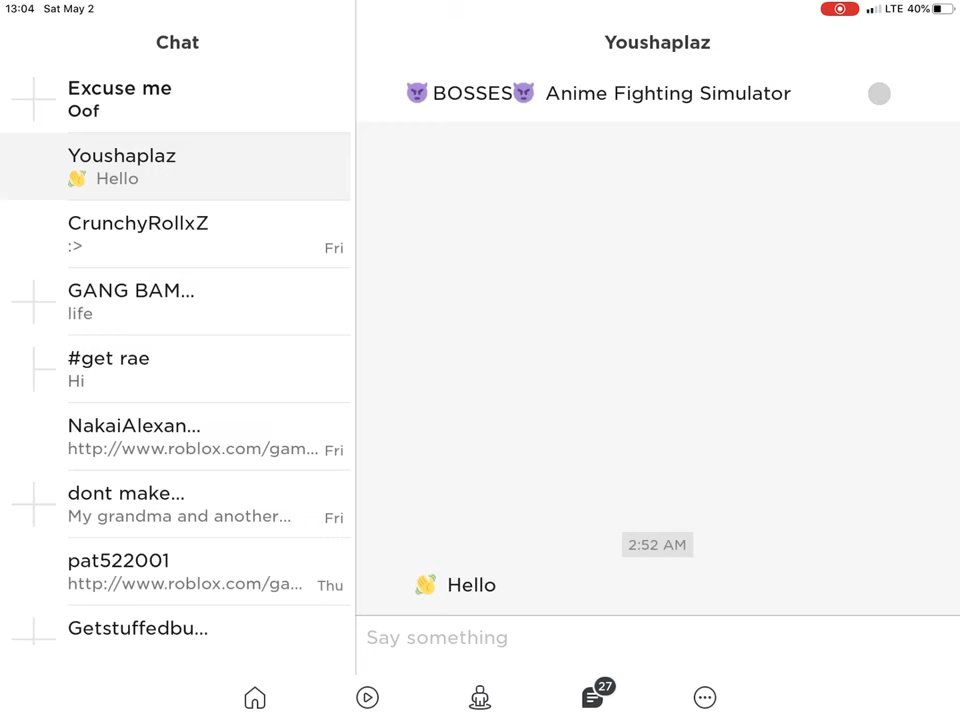 13:04 Sat May 2
LTE 40%
Chat
Excuse me
Oof
Youshaplaz
👋 Hello
CrunchyRollxZ
:> Fri
GANG BAM...
life
#get rae
Hi
NakaiAlexan...
http://www.roblox.com/gam... Fri
dont make...
My grandma and another... Fri
pat522001
http://www.roblox.com/ga... Thu
Getstuffedbu...
Youshaplaz
😈BOSSES😈 Anime Fighting Simulator
2:52 AM
👋 Hello
Say something
27